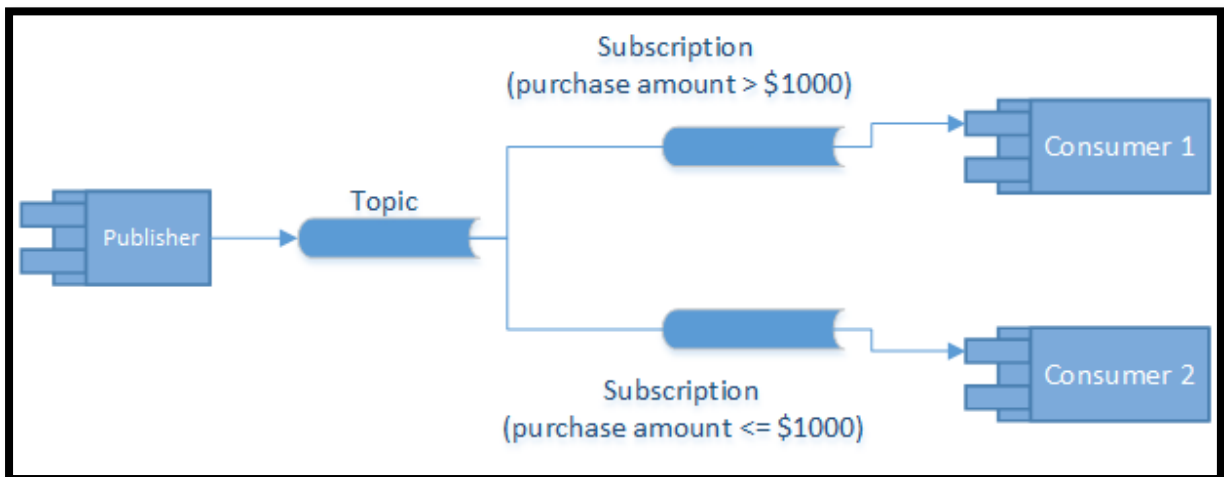 Subscription
(purchase amount > $1000)
Consumer 1
Topic
Publisher
Consumer 2
Subscription
(purchase amount <= $1000)